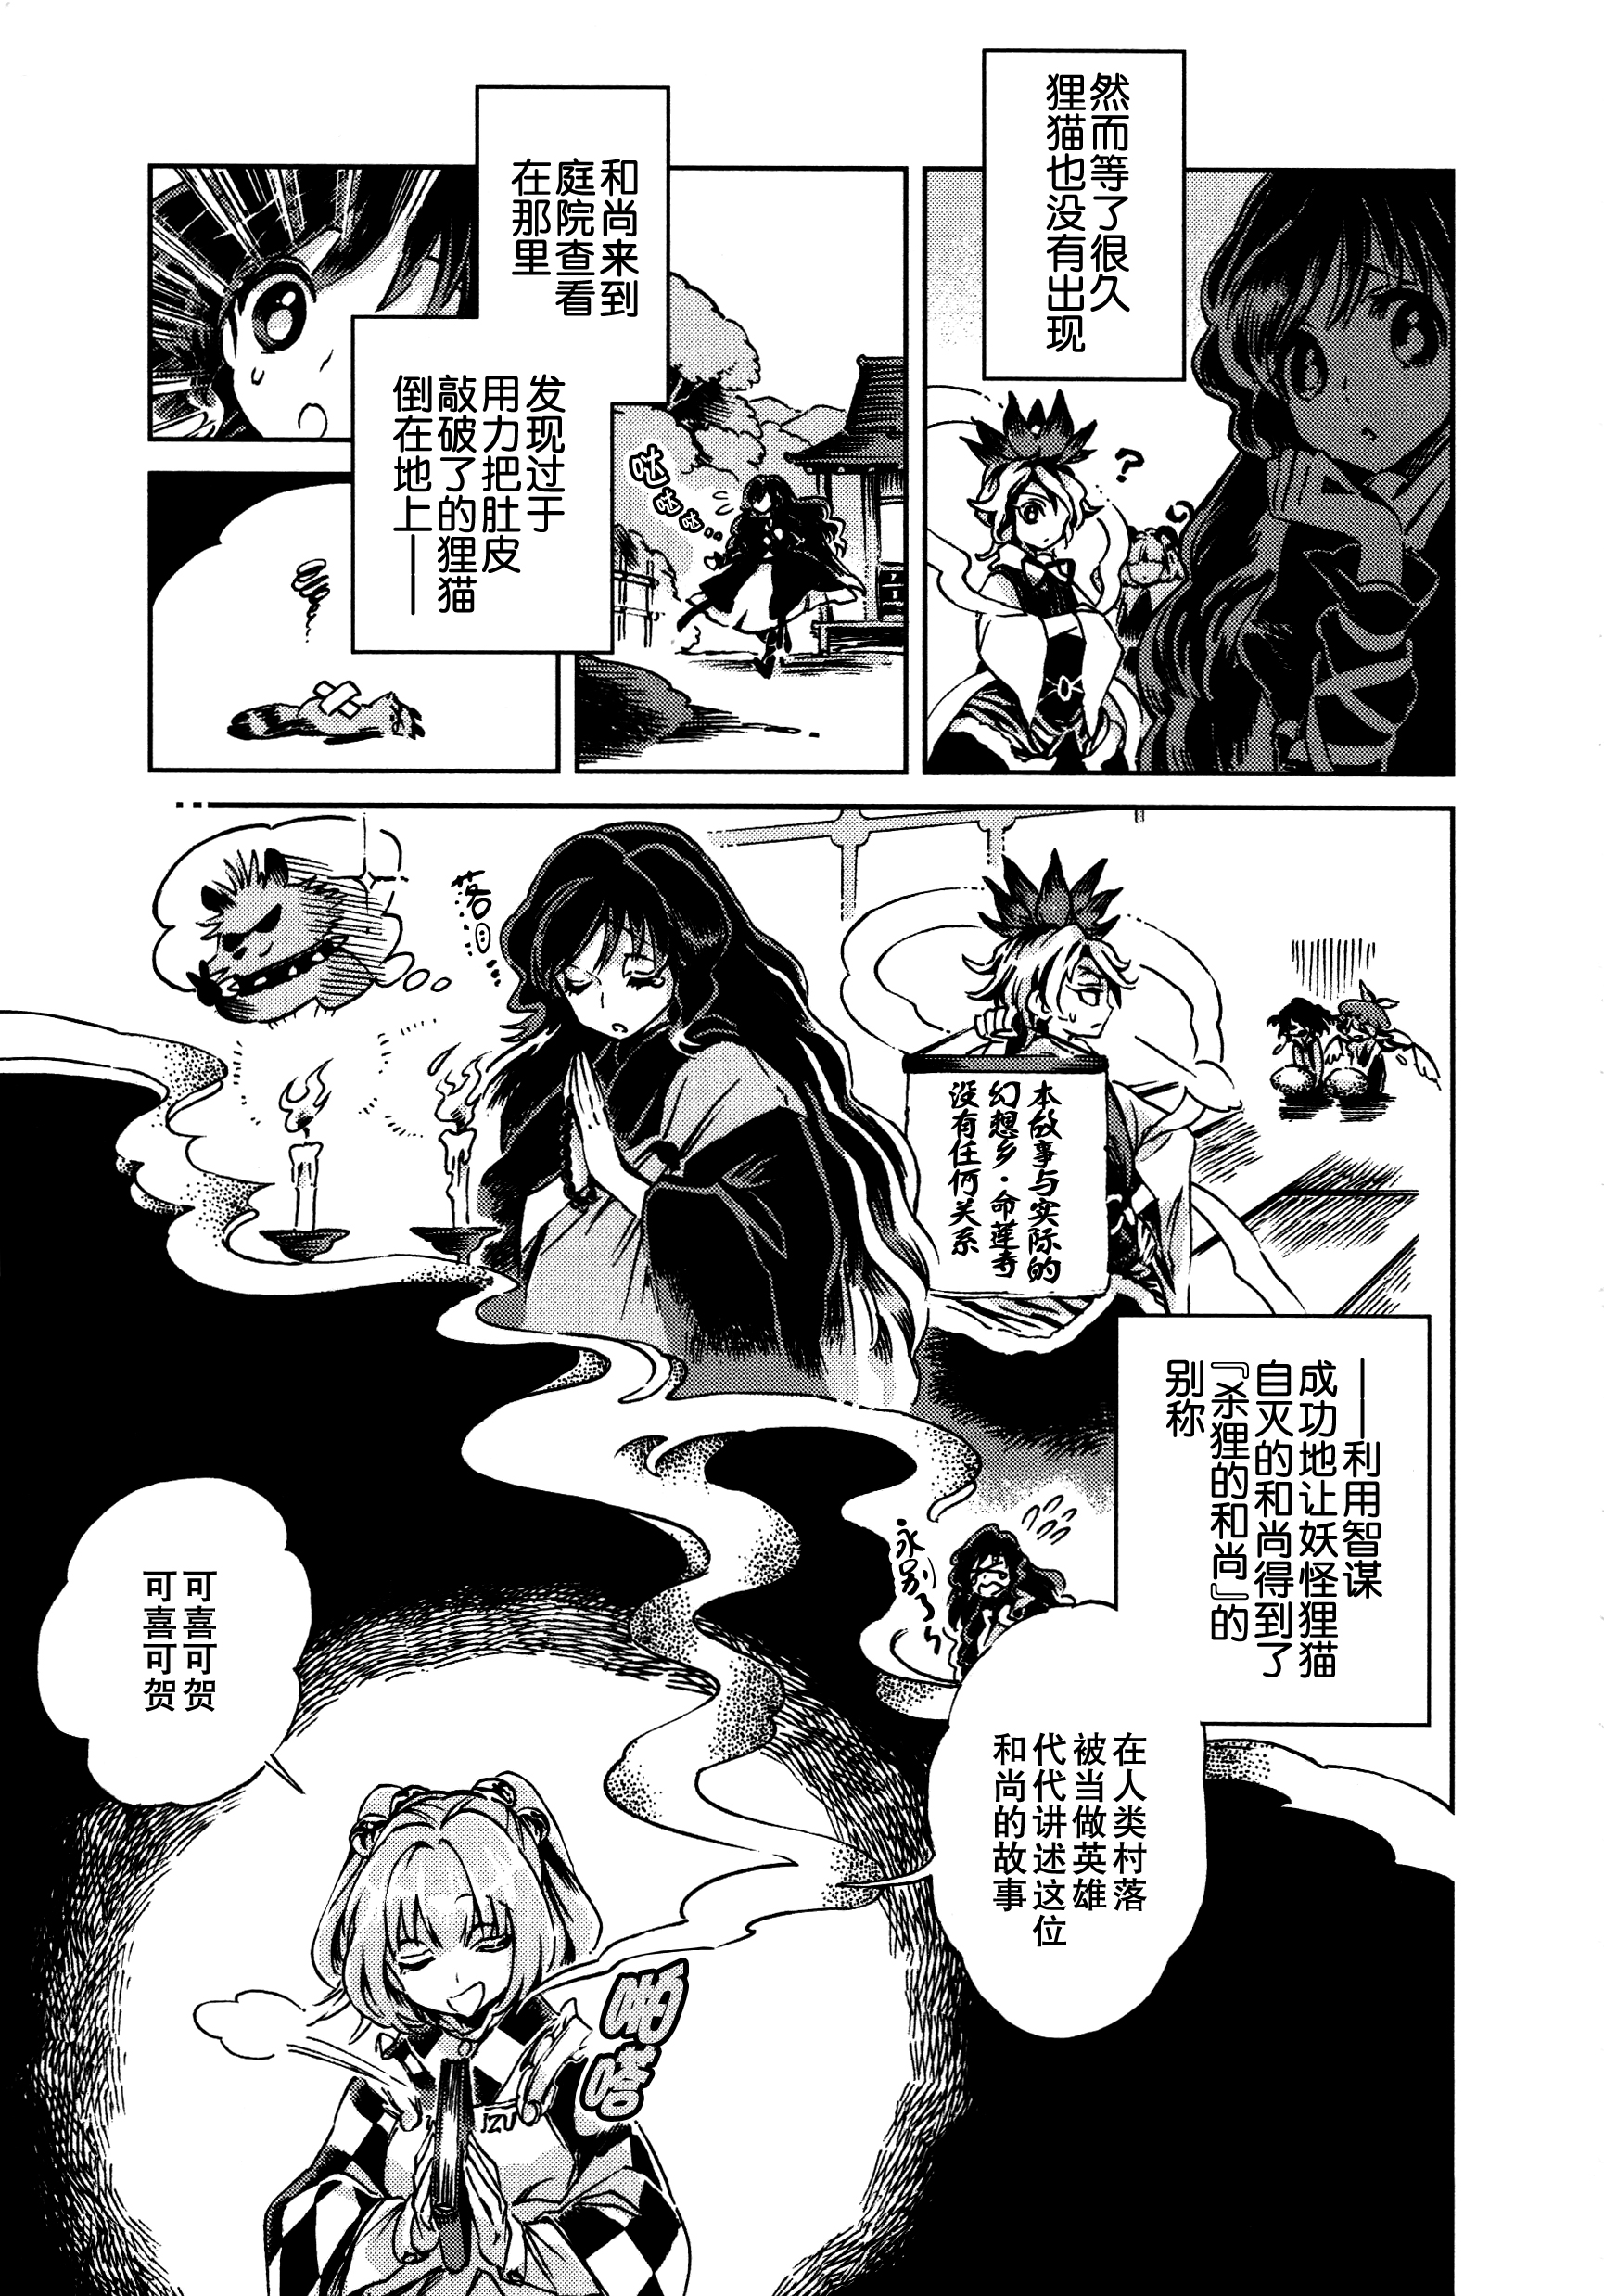 然而等了很久
狸猫也没有出现
?
和尚来到
庭院查看
在那里
哒
哒
哒
发现过于
用力把肚皮
敲破了的狸猫
倒在地上——
落
本故事与实际的
幻想乡·命莲寺
没有任何关系
——利用智谋
成功地让妖怪狸猫
自灭的和尚得到了
『杀狸的和尚』的
别称
永别了
在人类村落
被当做英雄
代代讲述这位
和尚的故事
啪
嗒
可喜可贺
可喜可贺
IZU